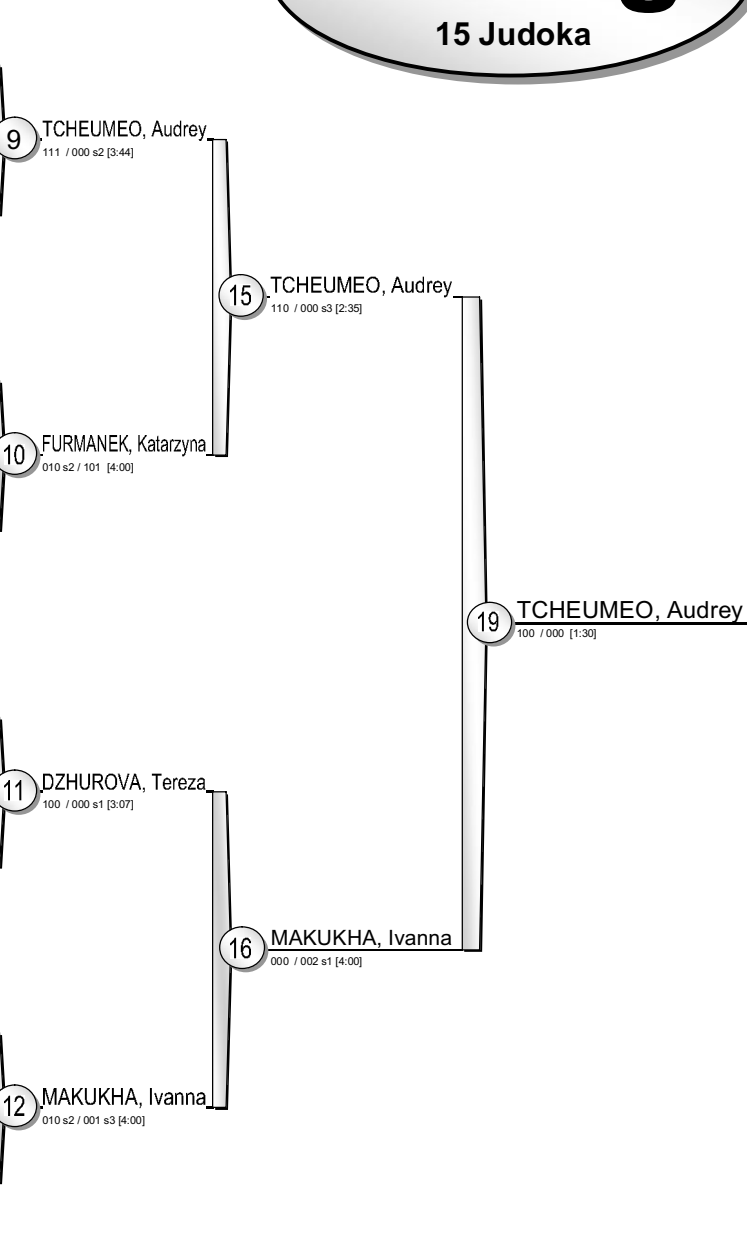 15 Judoka
9
TCHEUMEO, Audrey
111 / 000 s2 [3:44]
15
TCHEUMEO, Audrey
110 / 000 s3 [2:35]
10
FURMANEK, Katarzyna
010 s2 / 101 [4:00]
19
TCHEUMEO, Audrey
100 / 000 [1:30]
11
DZHUROVA, Tereza
100 / 000 s1 [3:07]
16
MAKUKHA, Ivanna
000 / 002 s1 [4:00]
12
MAKUKHA, Ivanna
010 s2 / 001 s3 [4:00]